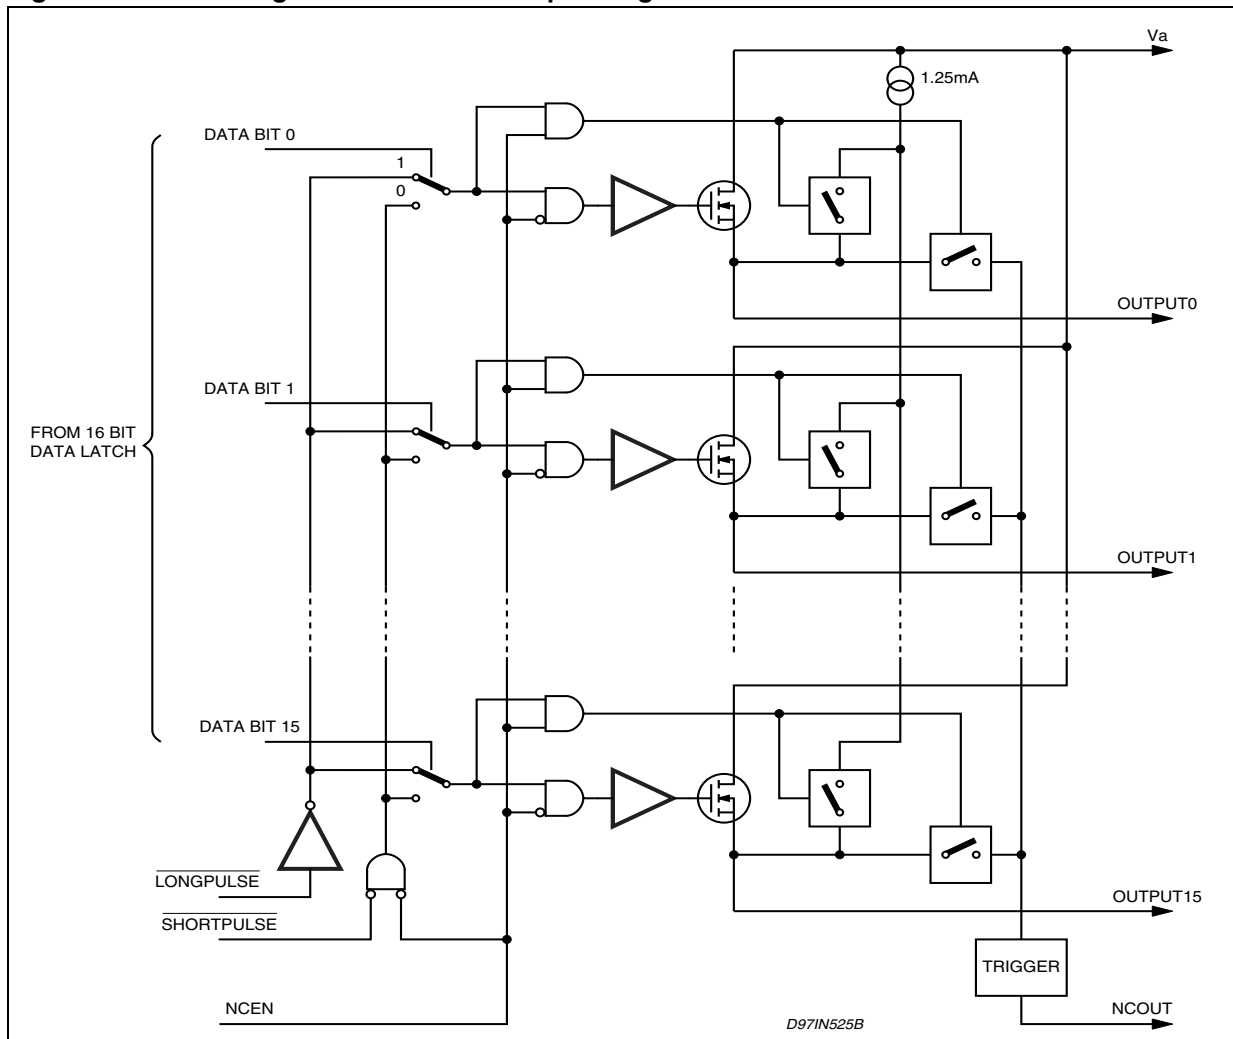 Va
1.25mA
DATA BIT 0
1
0
OUTPUT0
DATA BIT 1
FROM 16 BIT
DATA LATCH
OUTPUT1
DATA BIT 15
LONGPULSE
SHORTPULSE
OUTPUT15
TRIGGER
NCEN
NCOUT
D97IN525B